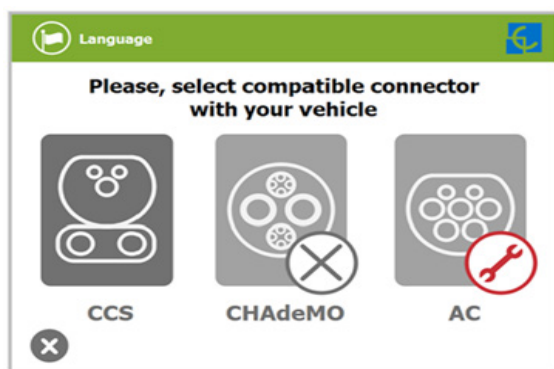 Language
Please, select compatible connector
with your vehicle
CCS
CHAdeMO
AC